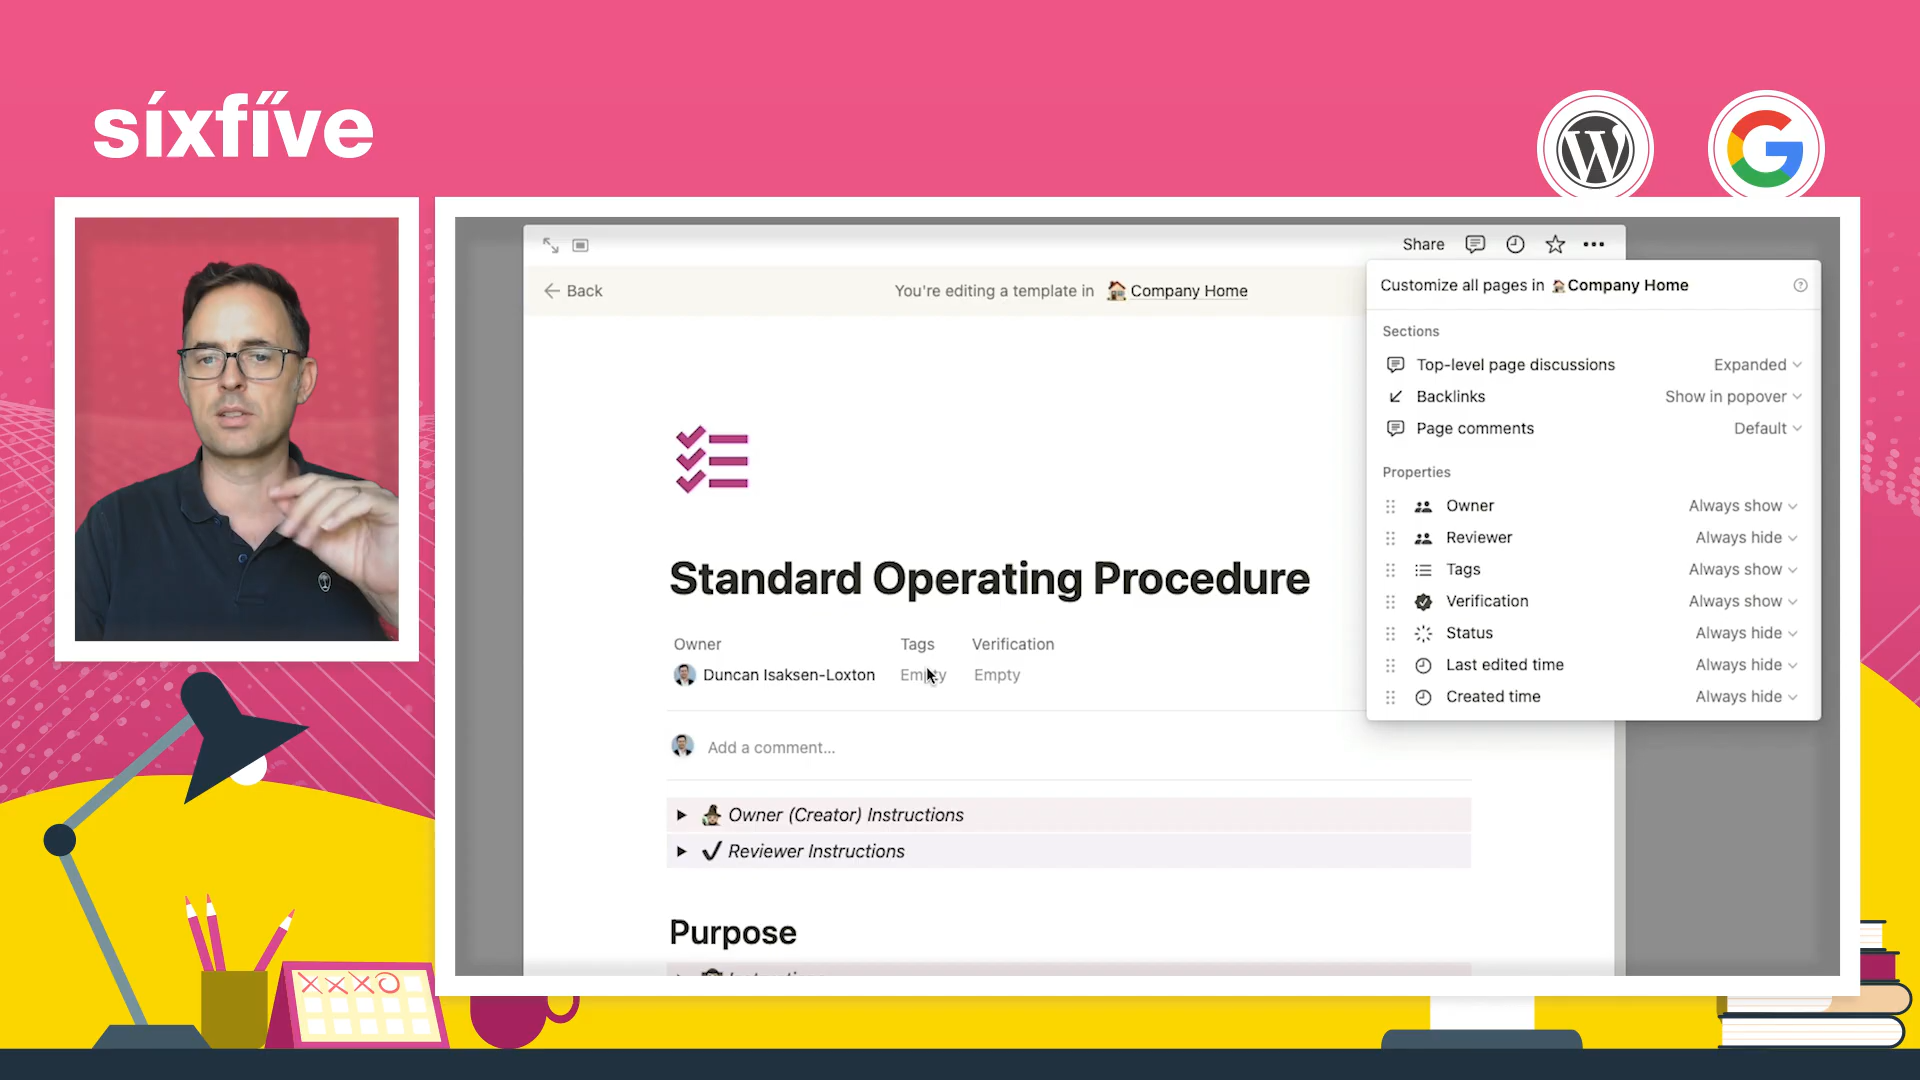 síxfív̋e
Share
Back
You're editing a template in Company Home
Standard Operating Procedure
Owner Tags Verification
Duncan Isaksen-Loxton Empty Empty
Add a comment...
Owner (Creator) Instructions
Reviewer Instructions
Purpose
Customize all pages in Company Home
Sections
Top-level page discussions Expanded
Backlinks Show in popover
Page comments Default
Properties
Owner Always show
Reviewer Always hide
Tags Always show
Verification Always show
Status Always hide
Last edited time Always hide
Created time Always hide